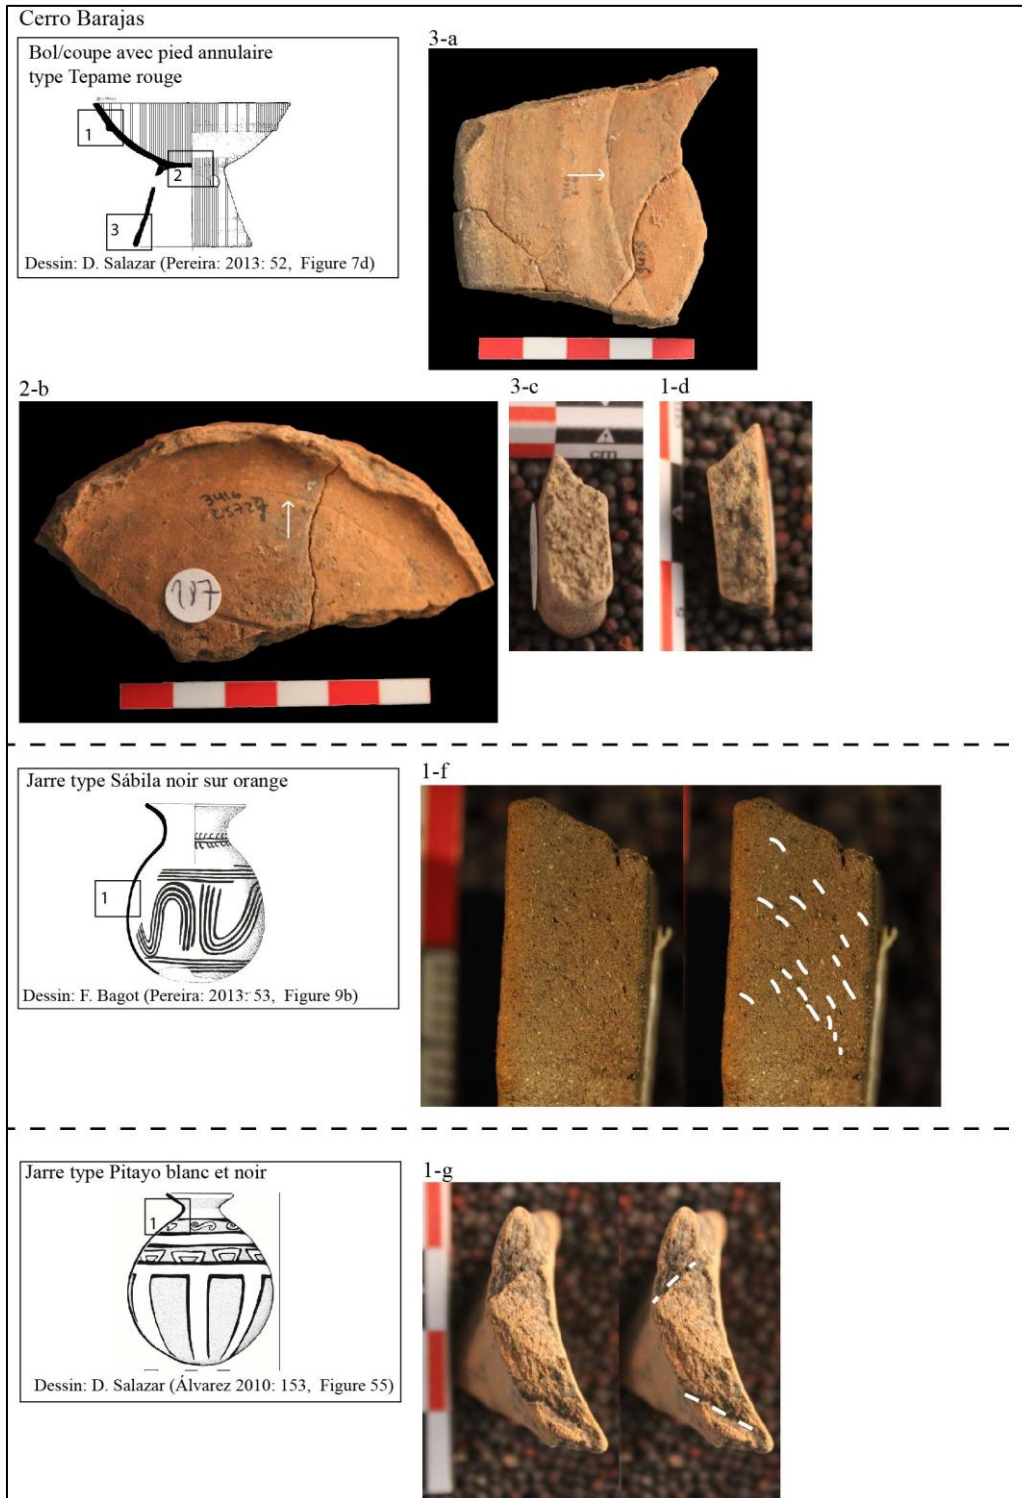 Cerro Barajas
Bol/coupe avec pied annulaire
type Tepame rouge
1
2
3
Dessin: D. Salazar (Pereira: 2013: 52, Figure 7d)
3-a
2-b
3416
25722
187
3-c
cm
1-d
Jarre type Sábila noir sur orange
1
Dessin: F. Bagot (Pereira: 2013: 53, Figure 9b)
1-f
Jarre type Pitayo blanc et noir
1
Dessin: D. Salazar (Álvarez 2010: 153, Figure 55)
1-g